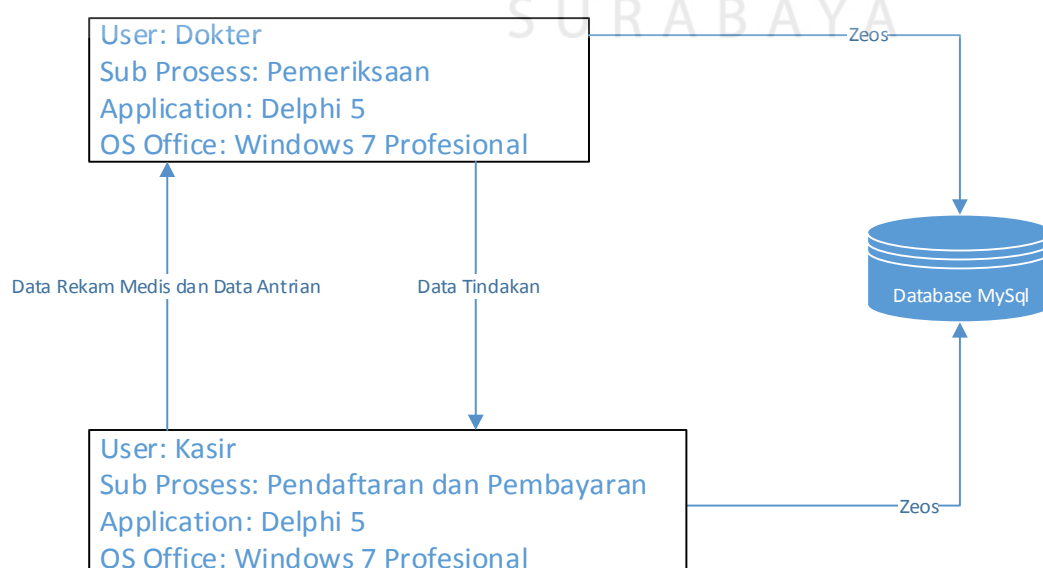 SURABAYA
User: Dokter
Sub Prosess: Pemeriksaan
Application: Delphi 5
OS Office: Windows 7 Profesional
Zeos
Data Rekam Medis dan Data Antrian
Data Tindakan
Database MySql
User: Kasir
Sub Prosess: Pendaftaran dan Pembayaran
Application: Delphi 5
OS Office: Windows 7 Profesional
Zeos